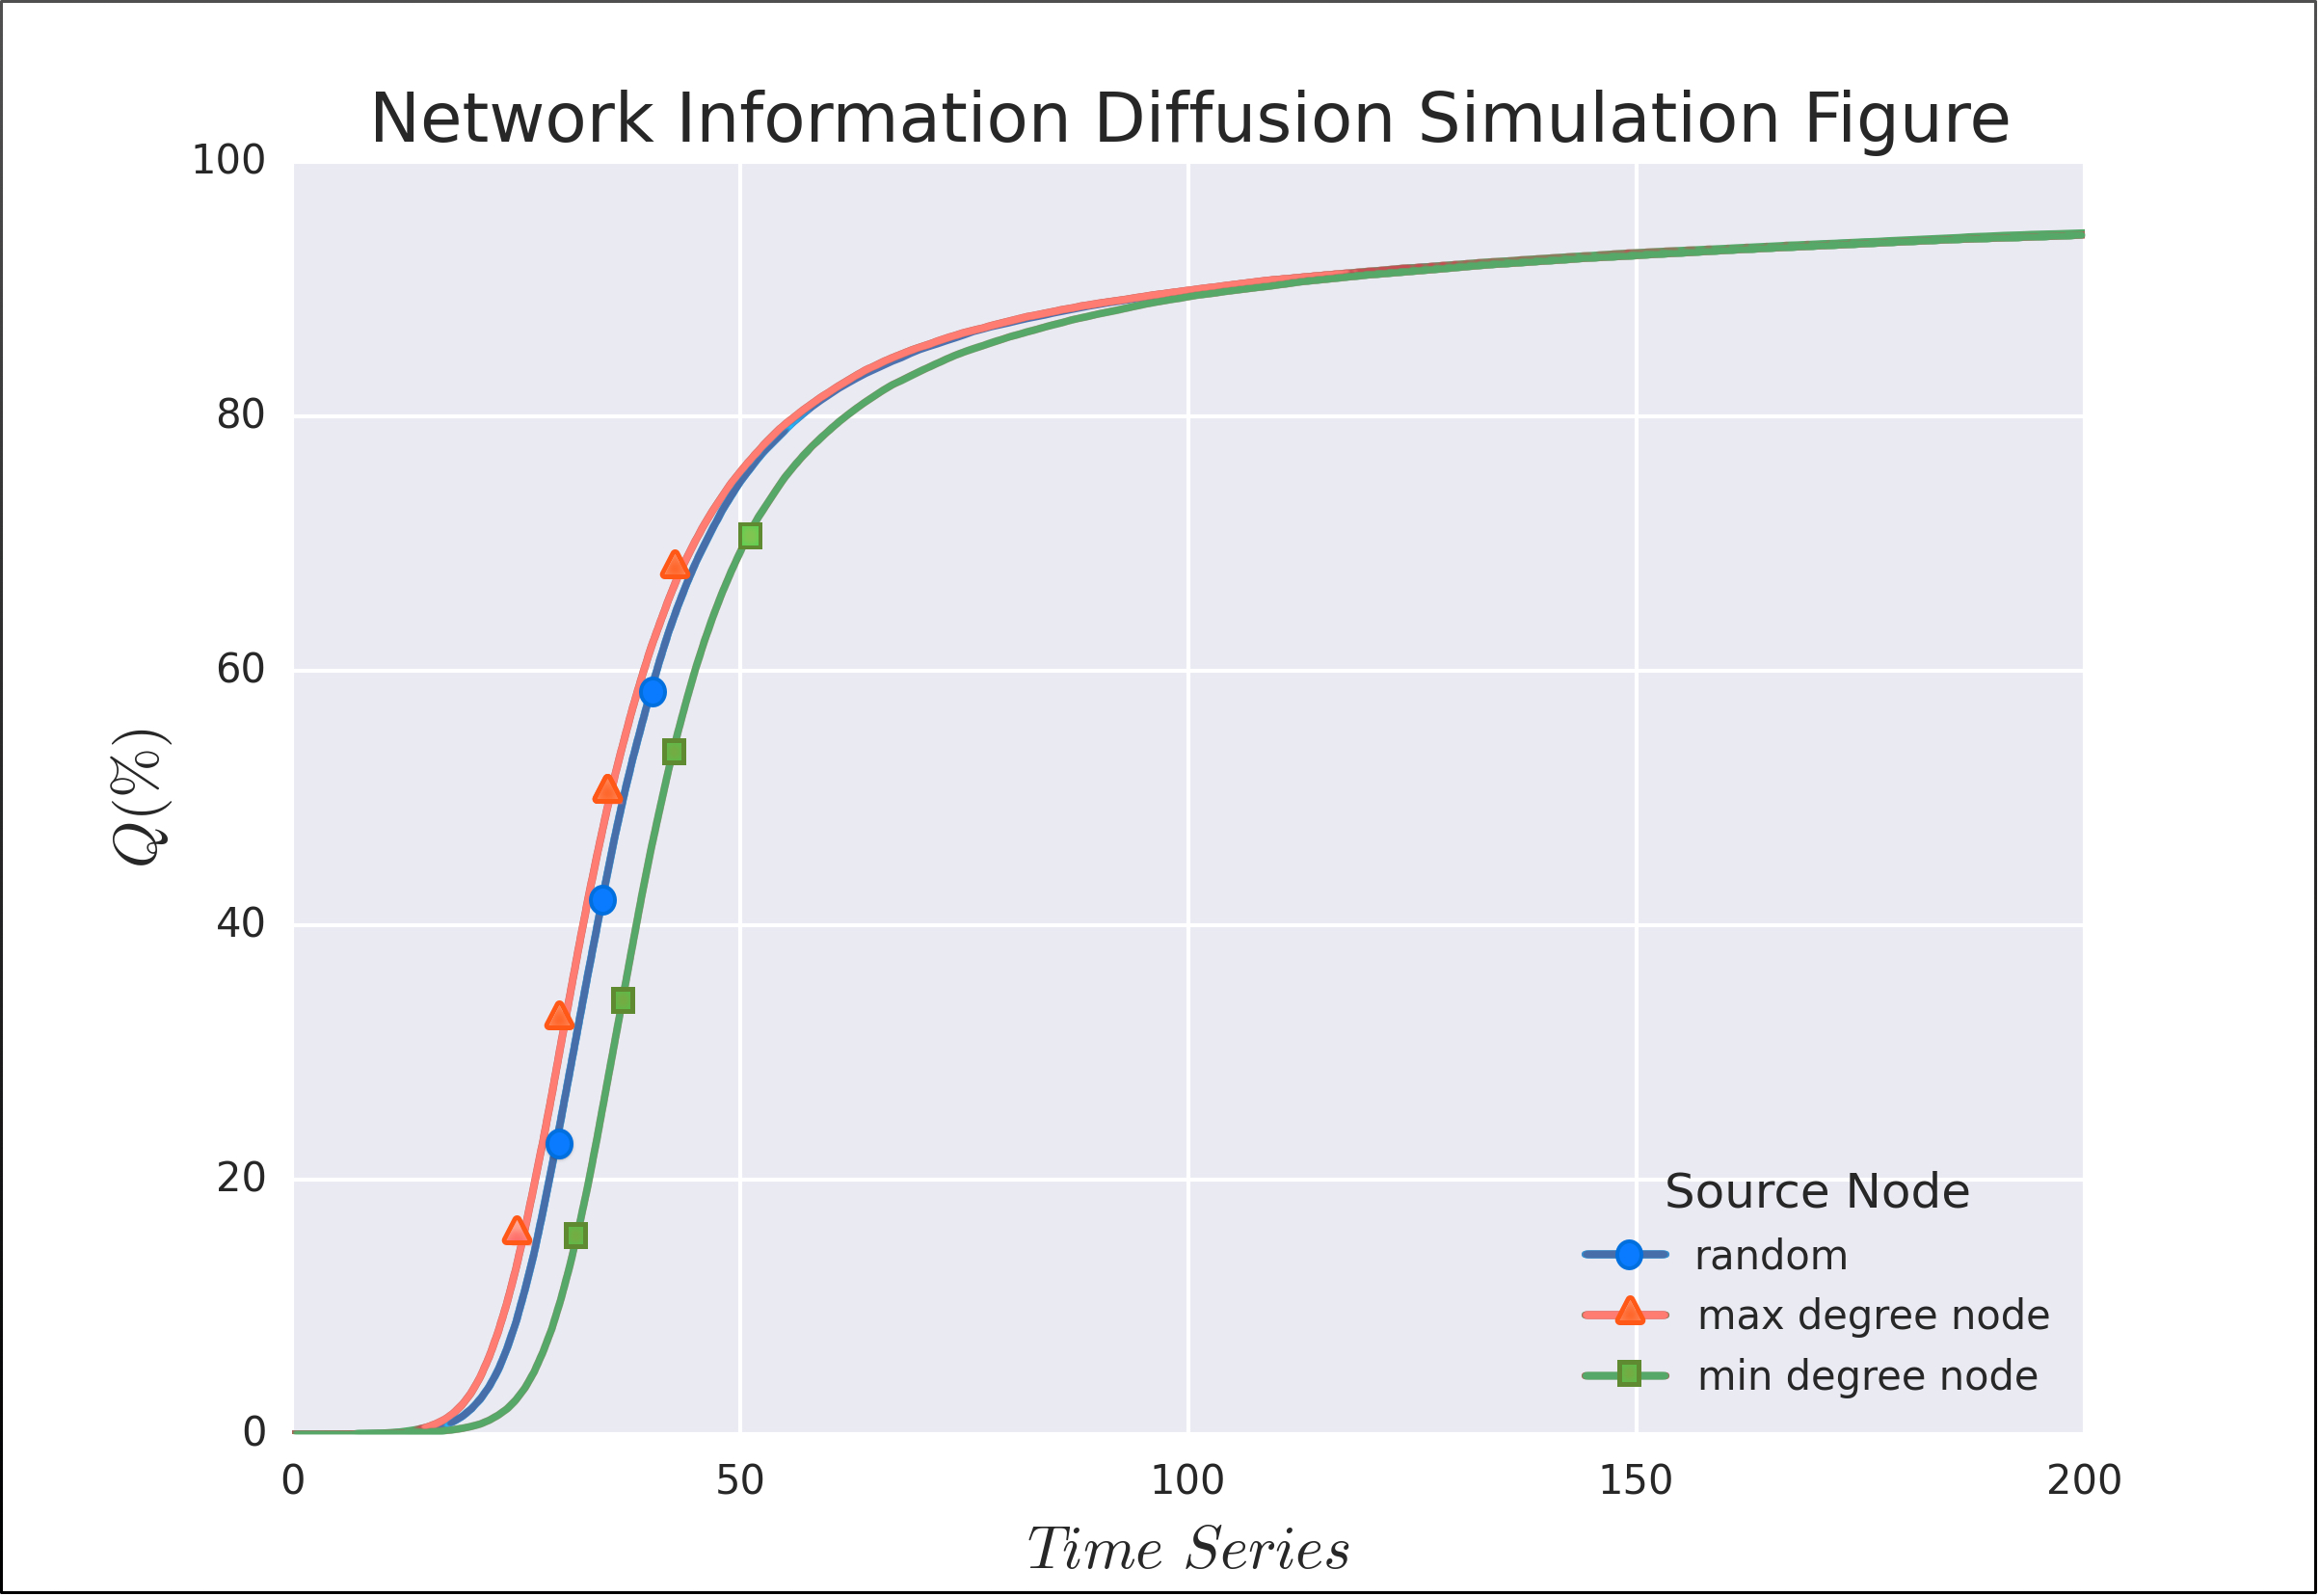 Network Information Diffusion Simulation Figure
100
80
60
40
20
0
Q(%)
0 50 100 150 200
Time Series
Source Node
random
max degree node
min degree node